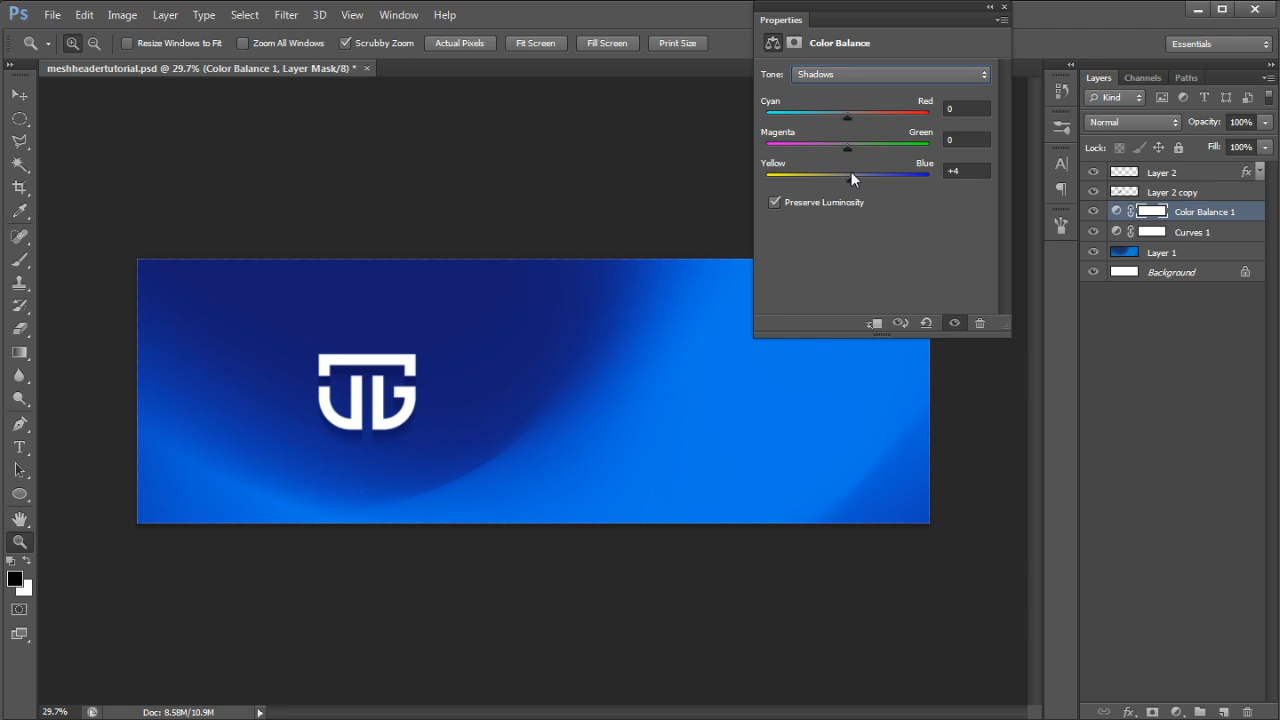 Ps File Edit Image Layer Type Select Filter 3D View Window Help
Resize Windows to Fit Zoom All Windows Scrubby Zoom Actual Pixels Fit Screen Fill Screen Print Size
Essentials
meshheadertutorial.psd @ 29.7% (Color Balance 1, Layer Mask/8) * ×
Properties
Color Balance
Tone: Shadows
Cyan Red 0
Magenta Green 0
Yellow Blue +4
Preserve Luminosity
Layers Channels Paths
Kind
Normal Opacity: 100%
Lock: Fill: 100%
Layer 2 fx
Layer 2 copy
Color Balance 1
Curves 1
Layer 1
Background
29.7% Doc: 8.58M/10.9M